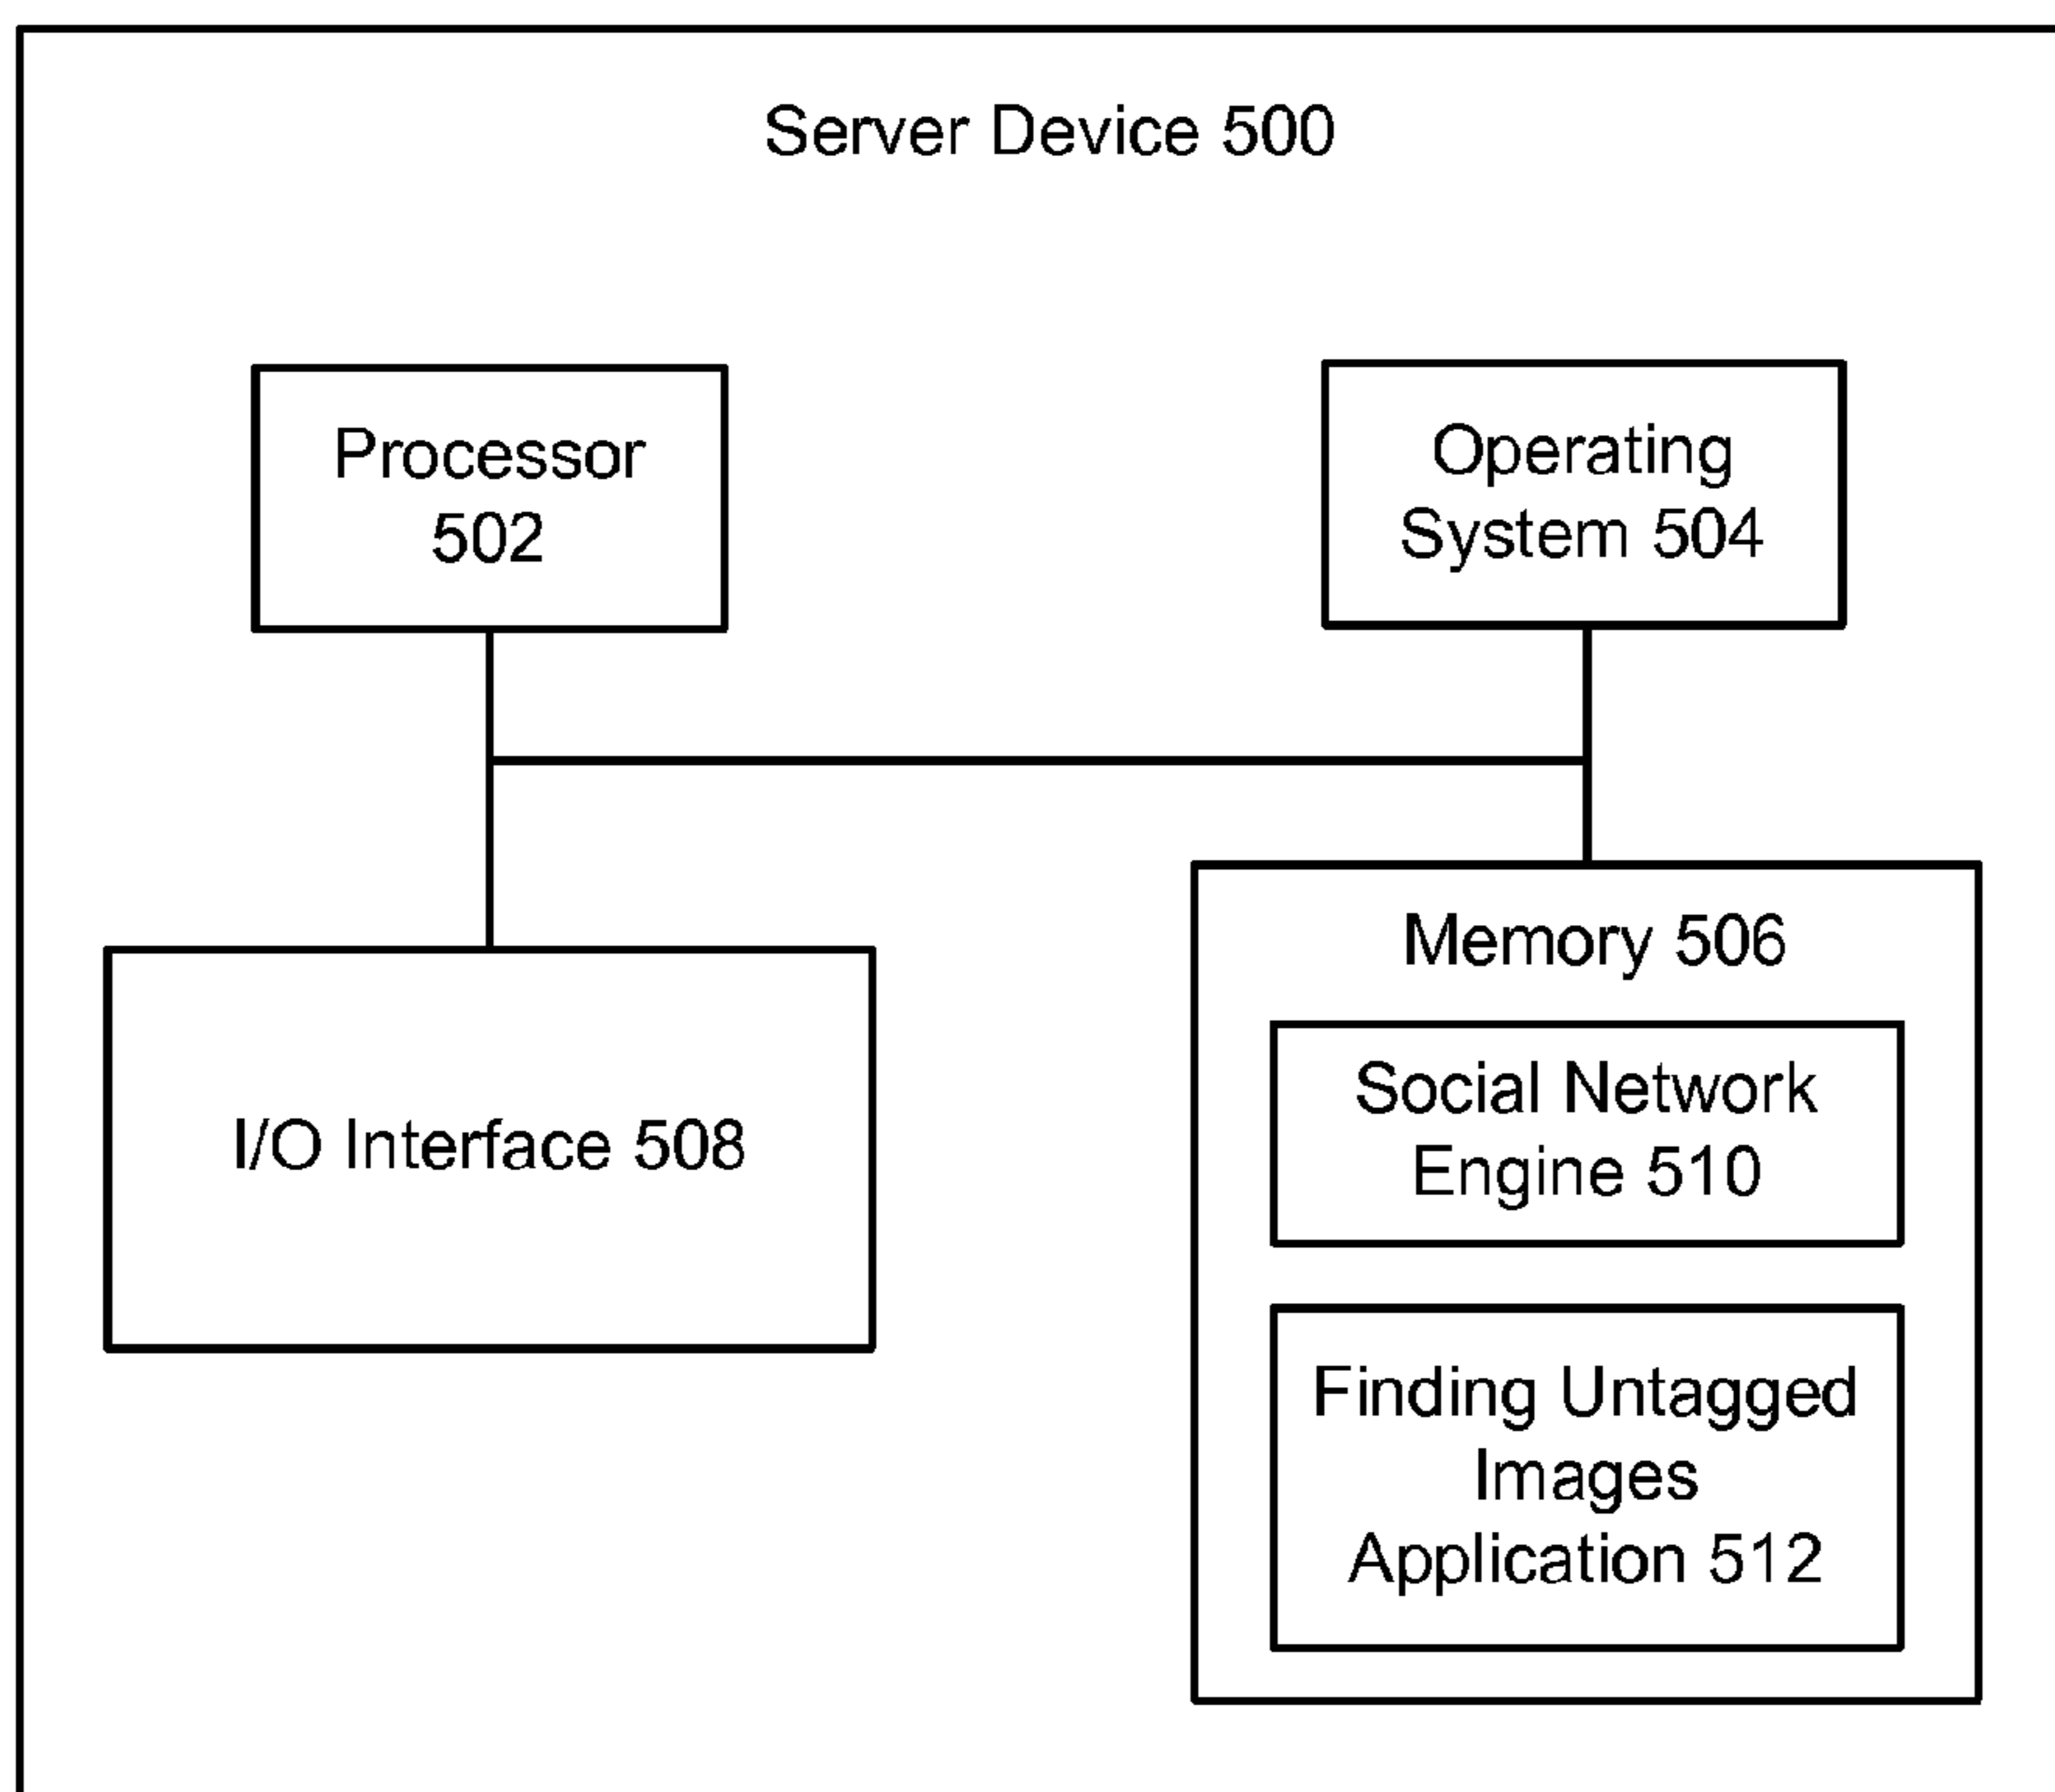 Server Device 500
Processor
502
Operating
System 504
I/O Interface 508
Memory 506
Social Network
Engine 510
Finding Untagged
Images
Application 512